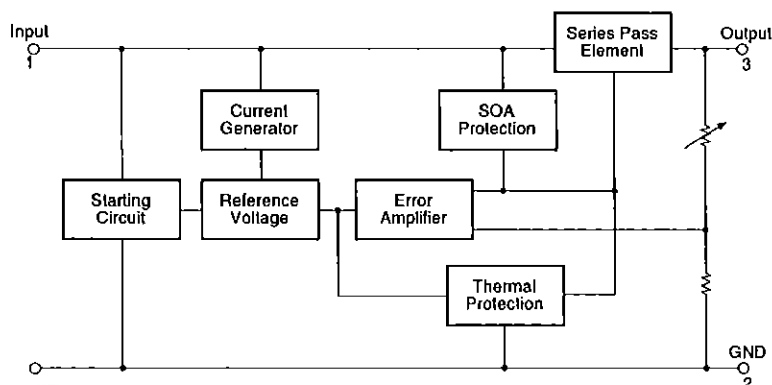 Input
1
Series Pass
Element
Output
3
Current
Generator
SOA
Protection
Starting
Circuit
Reference
Voltage
Error
Amplifier
Thermal
Protection
GND
2